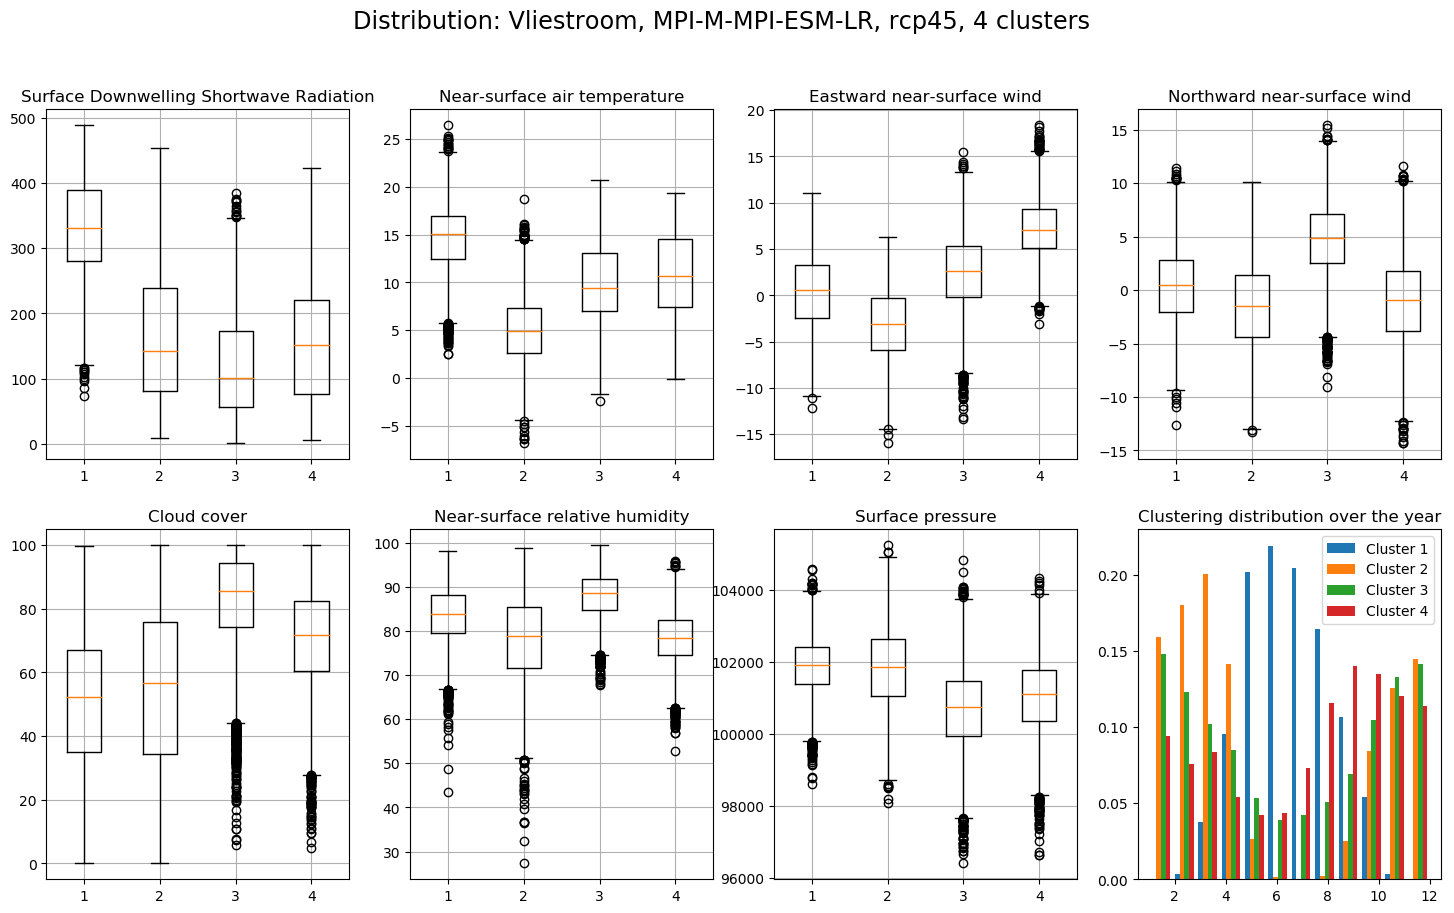 Distribution: Vliestroom, MPI-M-MPI-ESM-LR, rcp45, 4 clusters
Surface Downwelling Shortwave Radiation
500
400
300
200
100
0
1 2 3 4
Near-surface air temperature
25
20
15
10
5
0
−5
1 2 3 4
Eastward near-surface wind
20
15
10
5
0
−5
−10
−15
1 2 3 4
Northward near-surface wind
15
10
5
0
−5
−10
−15
1 2 3 4
Cloud cover
100
80
60
40
20
0
1 2 3 4
Near-surface relative humidity
100
90
80
70
60
50
40
30
1 2 3 4
Surface pressure
104000
102000
100000
98000
96000
1 2 3 4
Clustering distribution over the year
Cluster 1
Cluster 2
Cluster 3
Cluster 4
0.20
0.15
0.10
0.05
0.00
2 4 6 8 10 12